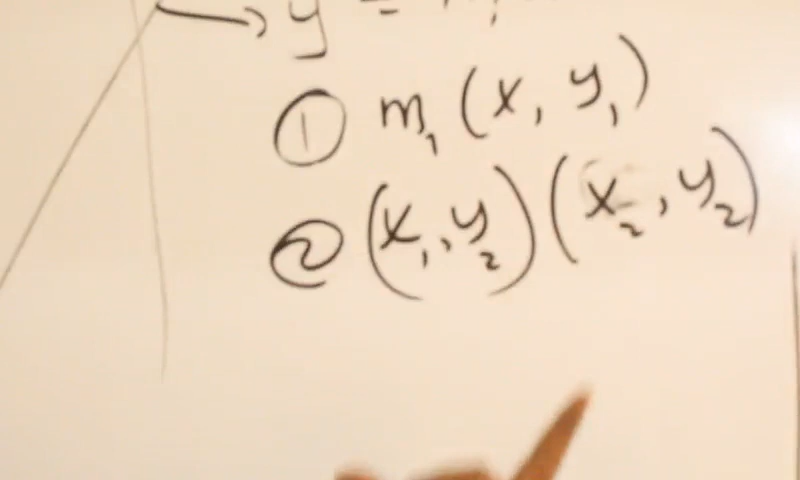 y =
① m₁ (x, y₁)
② (x₁, y₂) (x₂, y₂)